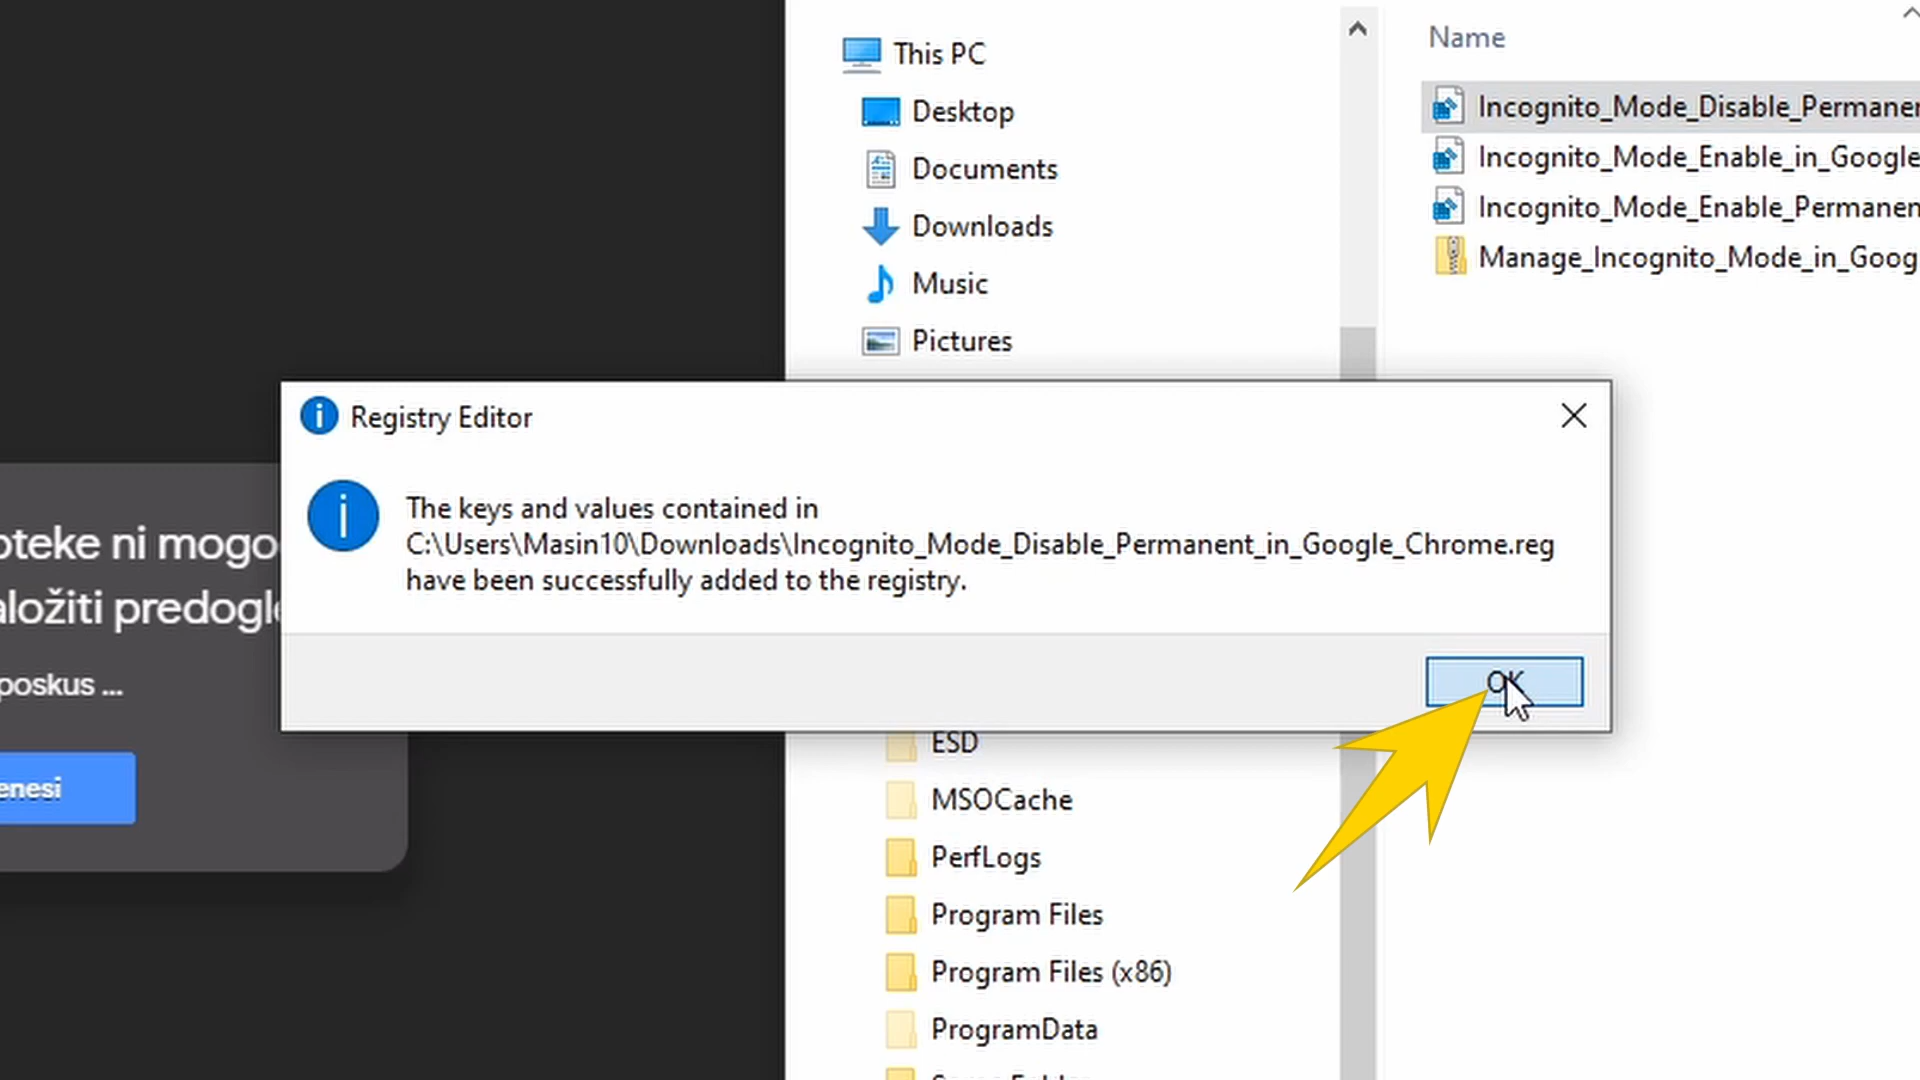 This PC
Desktop
Documents
Downloads
Music
Pictures
Name
Incognito_Mode_Disable_Permane
Incognito_Mode_Enable_in_Google
Incognito_Mode_Enable_Permanen
Manage_Incognito_Mode_in_Goog
Registry Editor
The keys and values contained in
C:\Users\Masin10\Downloads\Incognito_Mode_Disable_Permanent_in_Google_Chrome.reg
have been successfully added to the registry.
OK
oteke ni mogo
aložiti predogl
poskus ...
enesi
ESD
MSOCache
PerfLogs
Program Files
Program Files (x86)
ProgramData